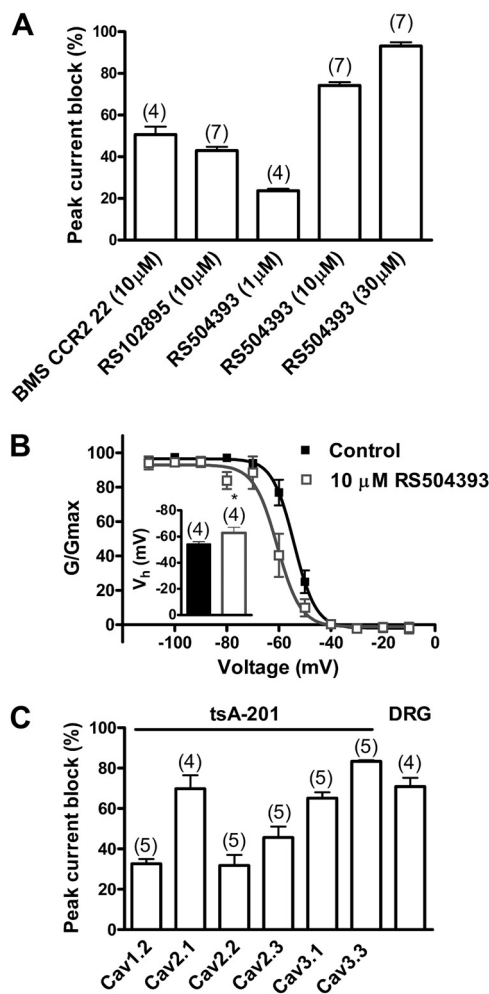 A
Peak current block (%)
100
80
60
40
20
0
(4)
(7)
(4)
(7)
(7)
BMS CCR2 22 (10μM)
RS102895 (10μM)
RS504393 (1μM)
RS504393 (10μM)
RS504393 (30μM)
B
G/Gmax
100
80
60
40
20
0
Control
10 μM RS504393
*
Vh (mV)
-80
-60
-40
-20
0
(4)
(4)
-100
-80
-60
-40
-20
0
Voltage (mV)
C
tsA-201
DRG
Peak current block (%)
100
80
60
40
20
0
(5)
(4)
(5)
(5)
(5)
(5)
(4)
Cav1.2
Cav2.1
Cav2.2
Cav2.3
Cav3.1
Cav3.3